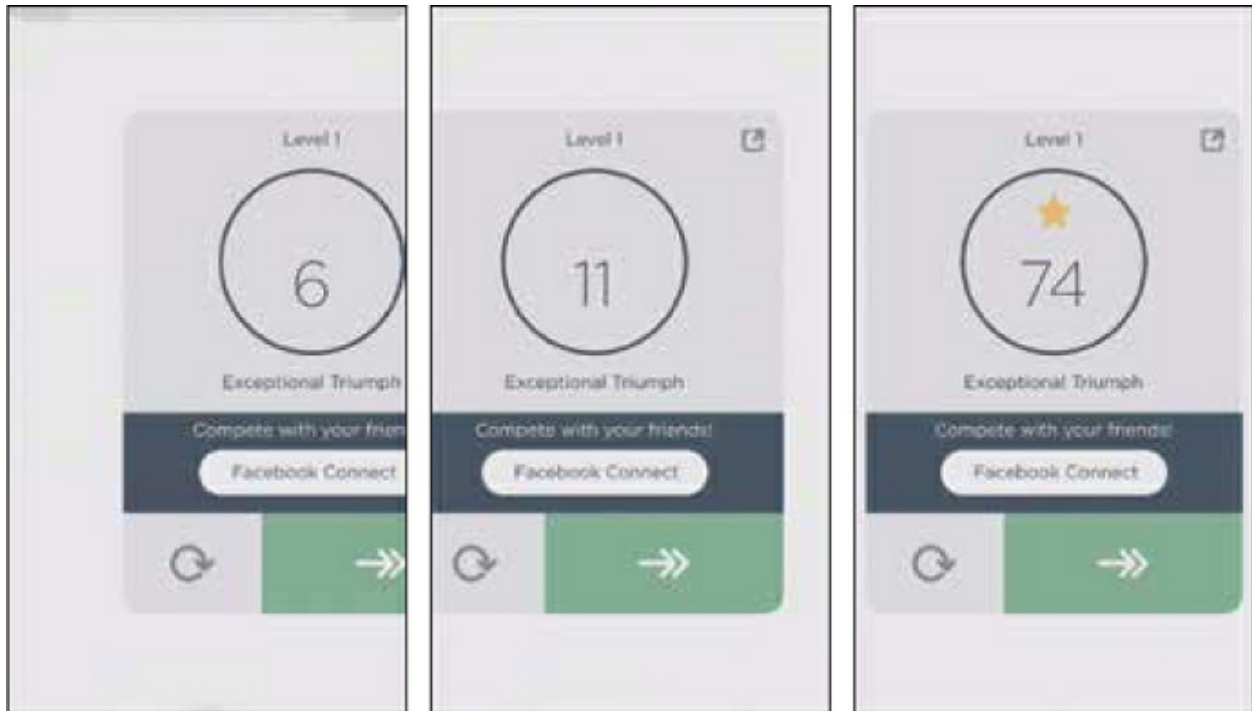 Level 1
6
Exceptional Triumph
Compete with your frien
Facebook Connect
Level 1
11
Exceptional Triumph
Compete with your friends!
Facebook Connect
Level 1
74
Exceptional Triumph
Compete with your friends!
Facebook Connect